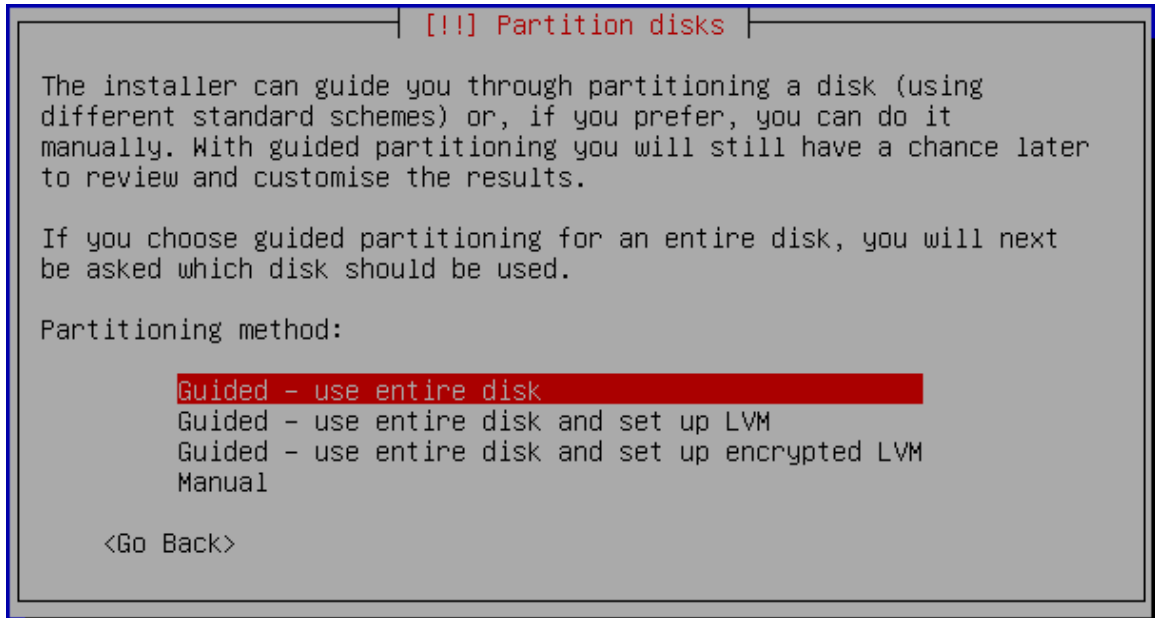 [!!] Partition disks
The installer can guide you through partitioning a disk (using
different standard schemes) or, if you prefer, you can do it
manually. With guided partitioning you will still have a chance later
to review and customise the results.
If you choose guided partitioning for an entire disk, you will next
be asked which disk should be used.
Partitioning method:
Guided – use entire disk
Guided – use entire disk and set up LVM
Guided – use entire disk and set up encrypted LVM
Manual
<Go Back>